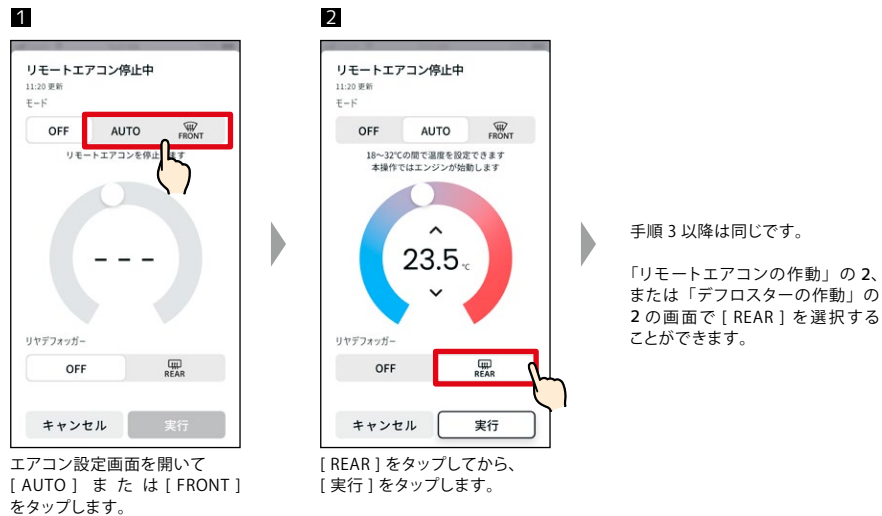 1
リモートエアコン停止中
11:20 更新
モード
OFF AUTO FRONT
リモートエアコンを停止します
- - -
リヤデフォッガー
OFF REAR
キャンセル 実行
エアコン設定画面を開いて
[ AUTO ] または [ FRONT ]
をタップします。
2
リモートエアコン停止中
11:20 更新
モード
OFF AUTO FRONT
18〜32℃の間で温度を設定できます
本操作ではエンジンが始動します
23.5℃
リヤデフォッガー
OFF REAR
キャンセル 実行
[ REAR ] をタップしてから、
[ 実行 ] をタップします。
手順 3 以降は同じです。
「リモートエアコンの作動」の 2、
または「デフロスターの作動」の
2 の画面で [ REAR ] を選択する
ことができます。